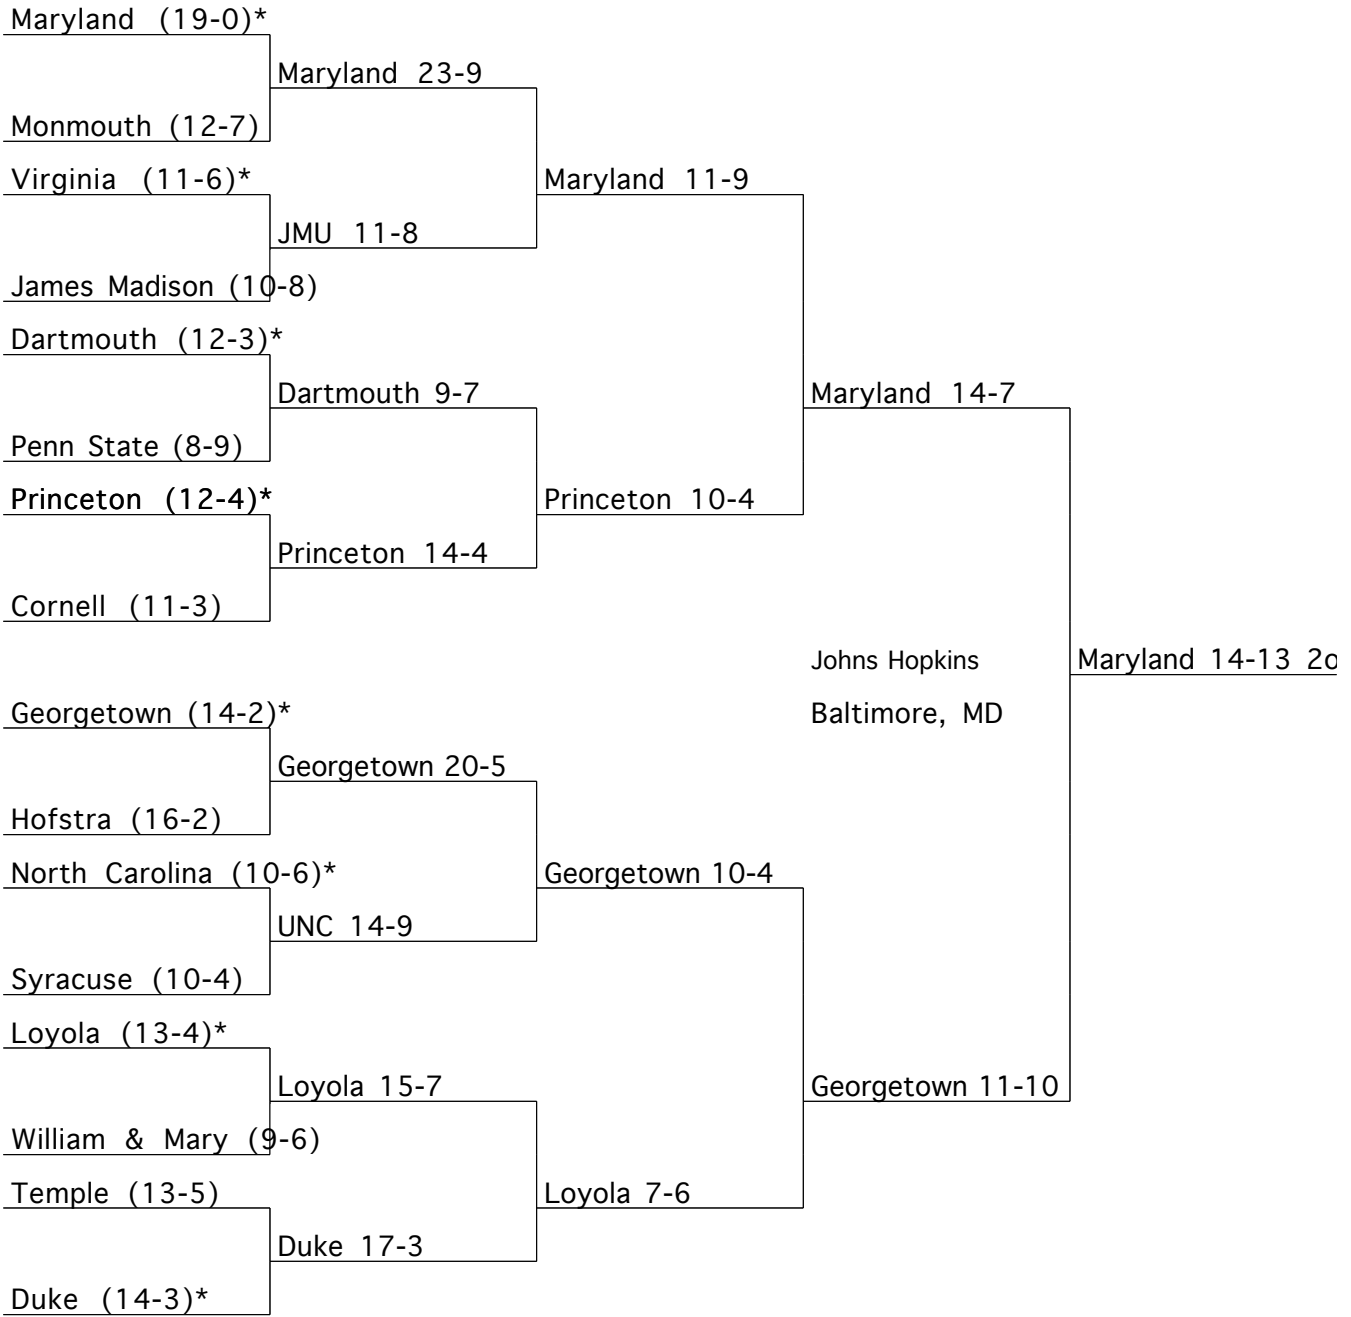 Maryland (19-0)*
Maryland 23-9
Monmouth (12-7)
Virginia (11-6)*
Maryland 11-9
JMU 11-8
James Madison (10-8)
Dartmouth (12-3)*
Dartmouth 9-7
Maryland 14-7
Penn State (8-9)
Princeton (12-4)*
Princeton 10-4
Princeton 14-4
Cornell (11-3)
Johns Hopkins
Maryland 14-13 2o
Georgetown (14-2)*
Baltimore, MD
Georgetown 20-5
Hofstra (16-2)
North Carolina (10-6)*
Georgetown 10-4
UNC 14-9
Syracuse (10-4)
Loyola (13-4)*
Loyola 15-7
Georgetown 11-10
William & Mary (9-6)
Temple (13-5)
Loyola 7-6
Duke 17-3
Duke (14-3)*